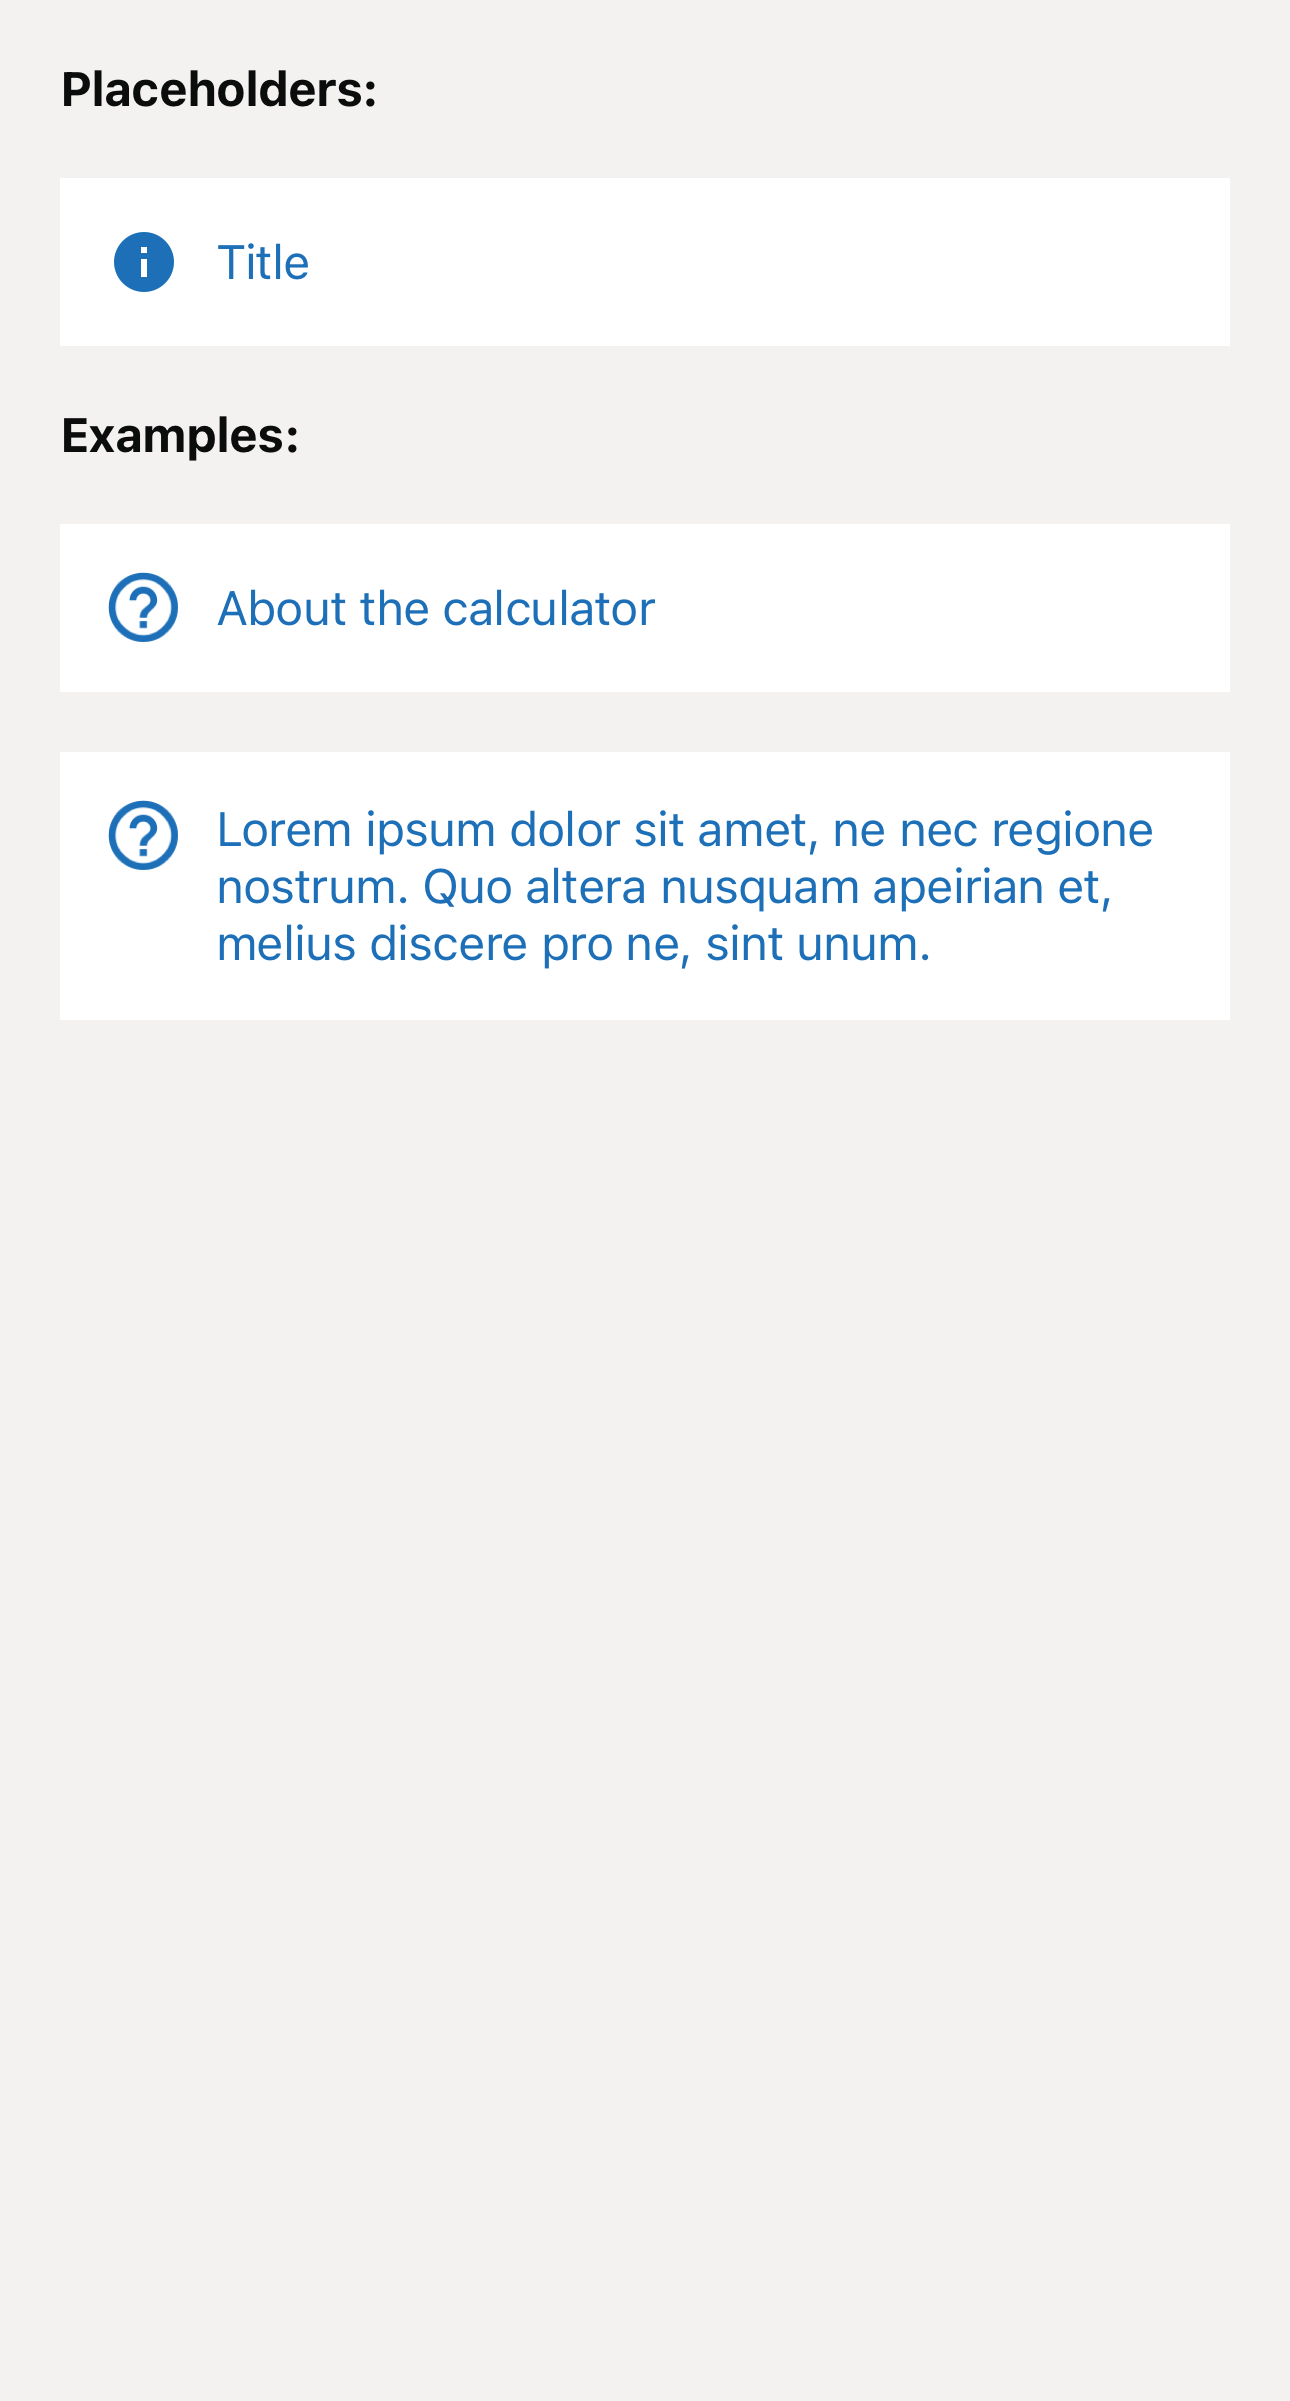 Placeholders:
Title
Examples:
About the calculator
Lorem ipsum dolor sit amet, ne nec regione
nostrum. Quo altera nusquam apeirian et,
melius discere pro ne, sint unum.